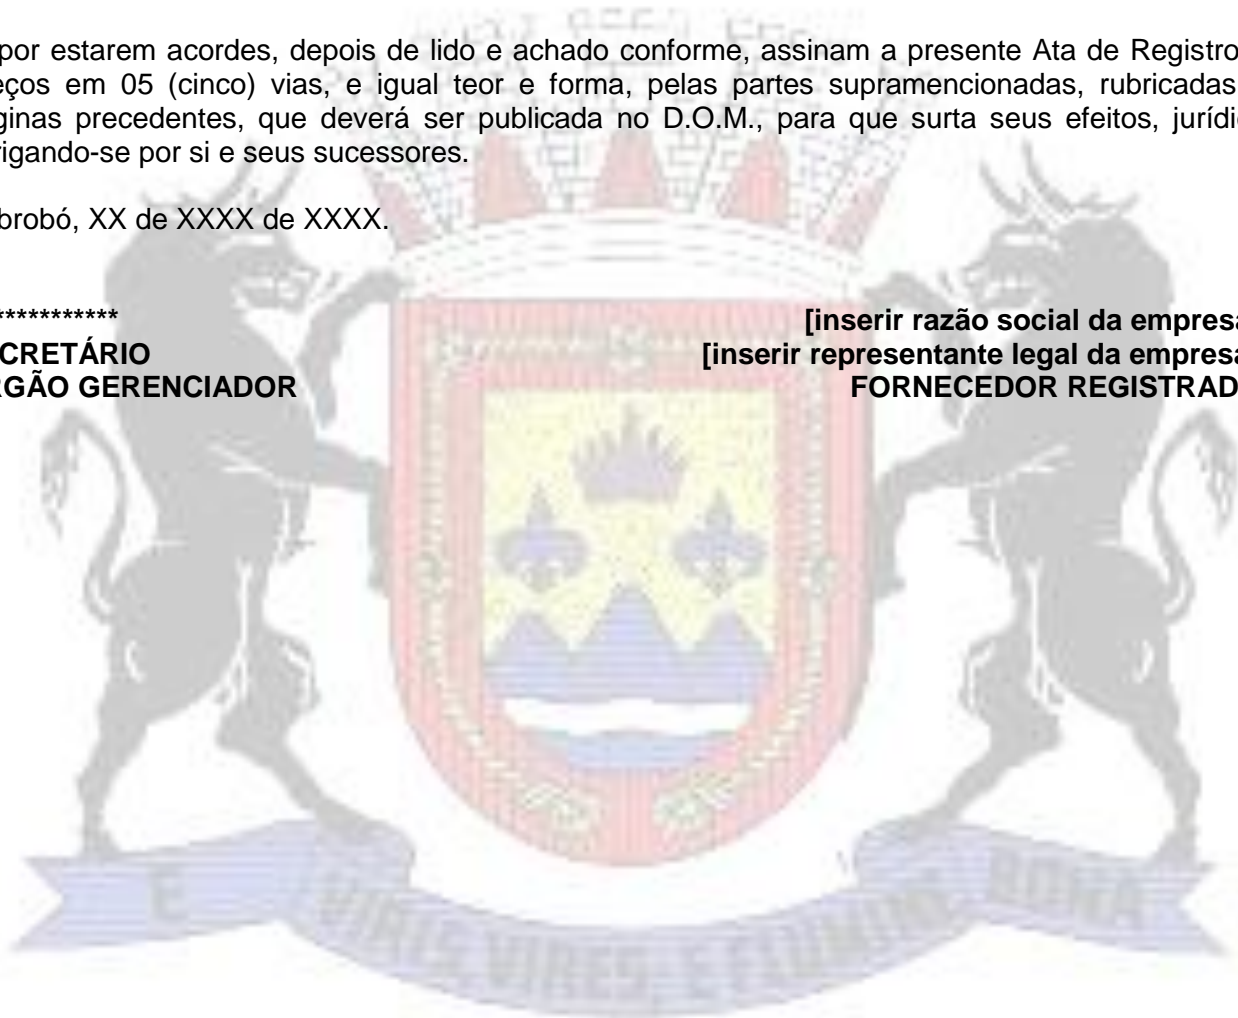 por estarem acordes, depois de lido e achado conforme, assinam a presente Ata de Registro
eços em 05 (cinco) vias, e igual teor e forma, pelas partes supramencionadas, rubricadas
ginas precedentes, que deverá ser publicada no D.O.M., para que surta seus efeitos, jurídic
rigando-se por si e seus sucessores.
brobó, XX de XXXX de XXXX.
*********** [inserir razão social da empresa
CRETÁRIO [inserir representante legal da empresa
RGÃO GERENCIADOR FORNECEDOR REGISTRAD
E VIRIS VIRES, E FLUMINE ROMA